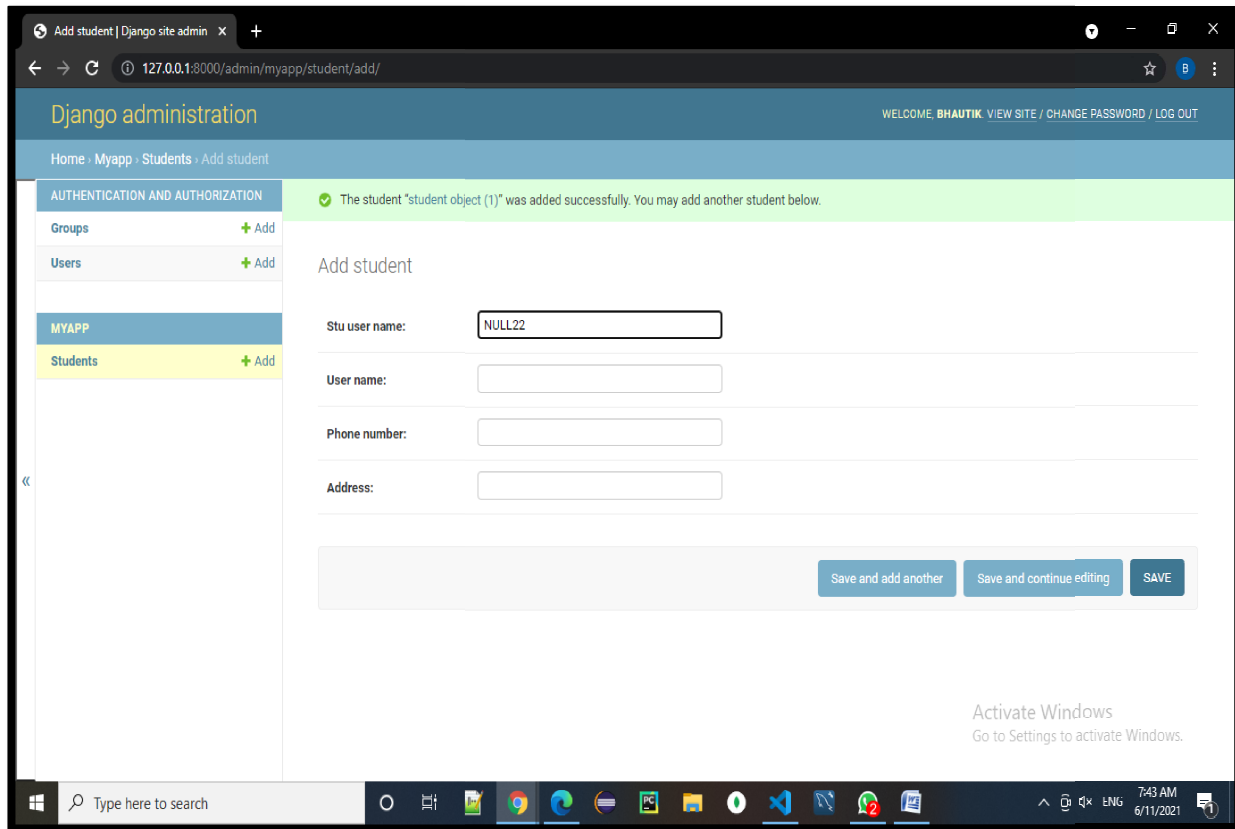 Add student | Django site admin
127.0.0.1:8000/admin/myapp/student/add/
B
Django administration
WELCOME, BHAUTIK. VIEW SITE / CHANGE PASSWORD / LOG OUT
Home › Myapp › Students › Add student
AUTHENTICATION AND AUTHORIZATION
Groups + Add
Users + Add
MYAPP
Students + Add
«
The student "student object (1)" was added successfully. You may add another student below.
Add student
Stu user name: NULL22
User name:
Phone number:
Address:
Save and add another Save and continue editing SAVE
Activate Windows
Go to Settings to activate Windows.
Type here to search
PC
2
ENG
7:43 AM
6/11/2021
1